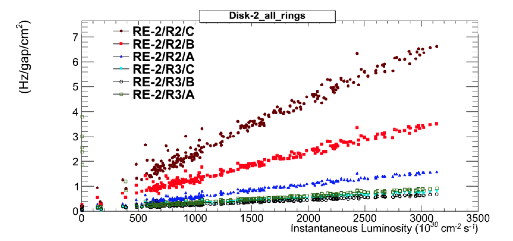 Disk-2_all_rings
(Hz/gap/cm²)
7
6
5
4
3
2
1
RE-2/R2/C
RE-2/R2/B
RE-2/R2/A
RE-2/R3/C
RE-2/R3/B
RE-2/R3/A
0 500 1000 1500 2000 2500 3000 3500
Instantaneous Luminosity (10³⁰ cm⁻² s⁻¹)